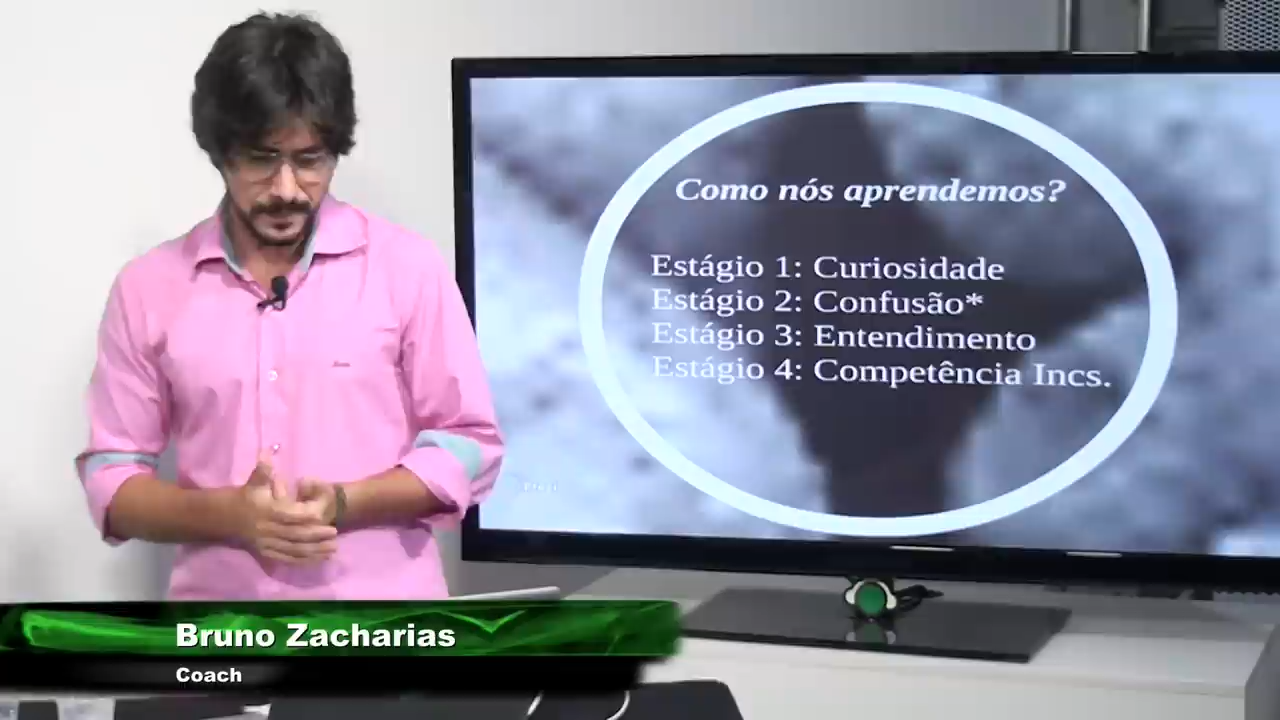 Como nós aprendemos?
Estágio 1: Curiosidade
Estágio 2: Confusão*
Estágio 3: Entendimento
Estágio 4: Competência Incs.
Bruno Zacharias
Coach